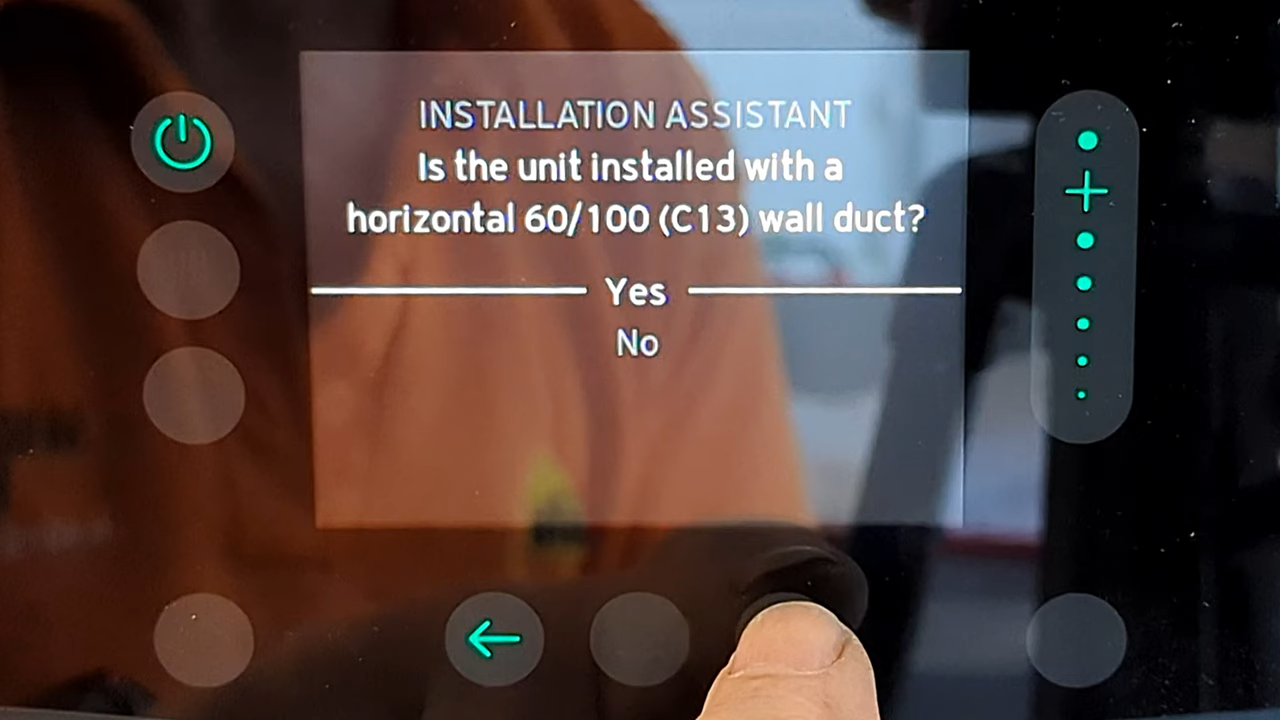 INSTALLATION ASSISTANT
Is the unit installed with a
horizontal 60/100 (C13) wall duct?
Yes
No